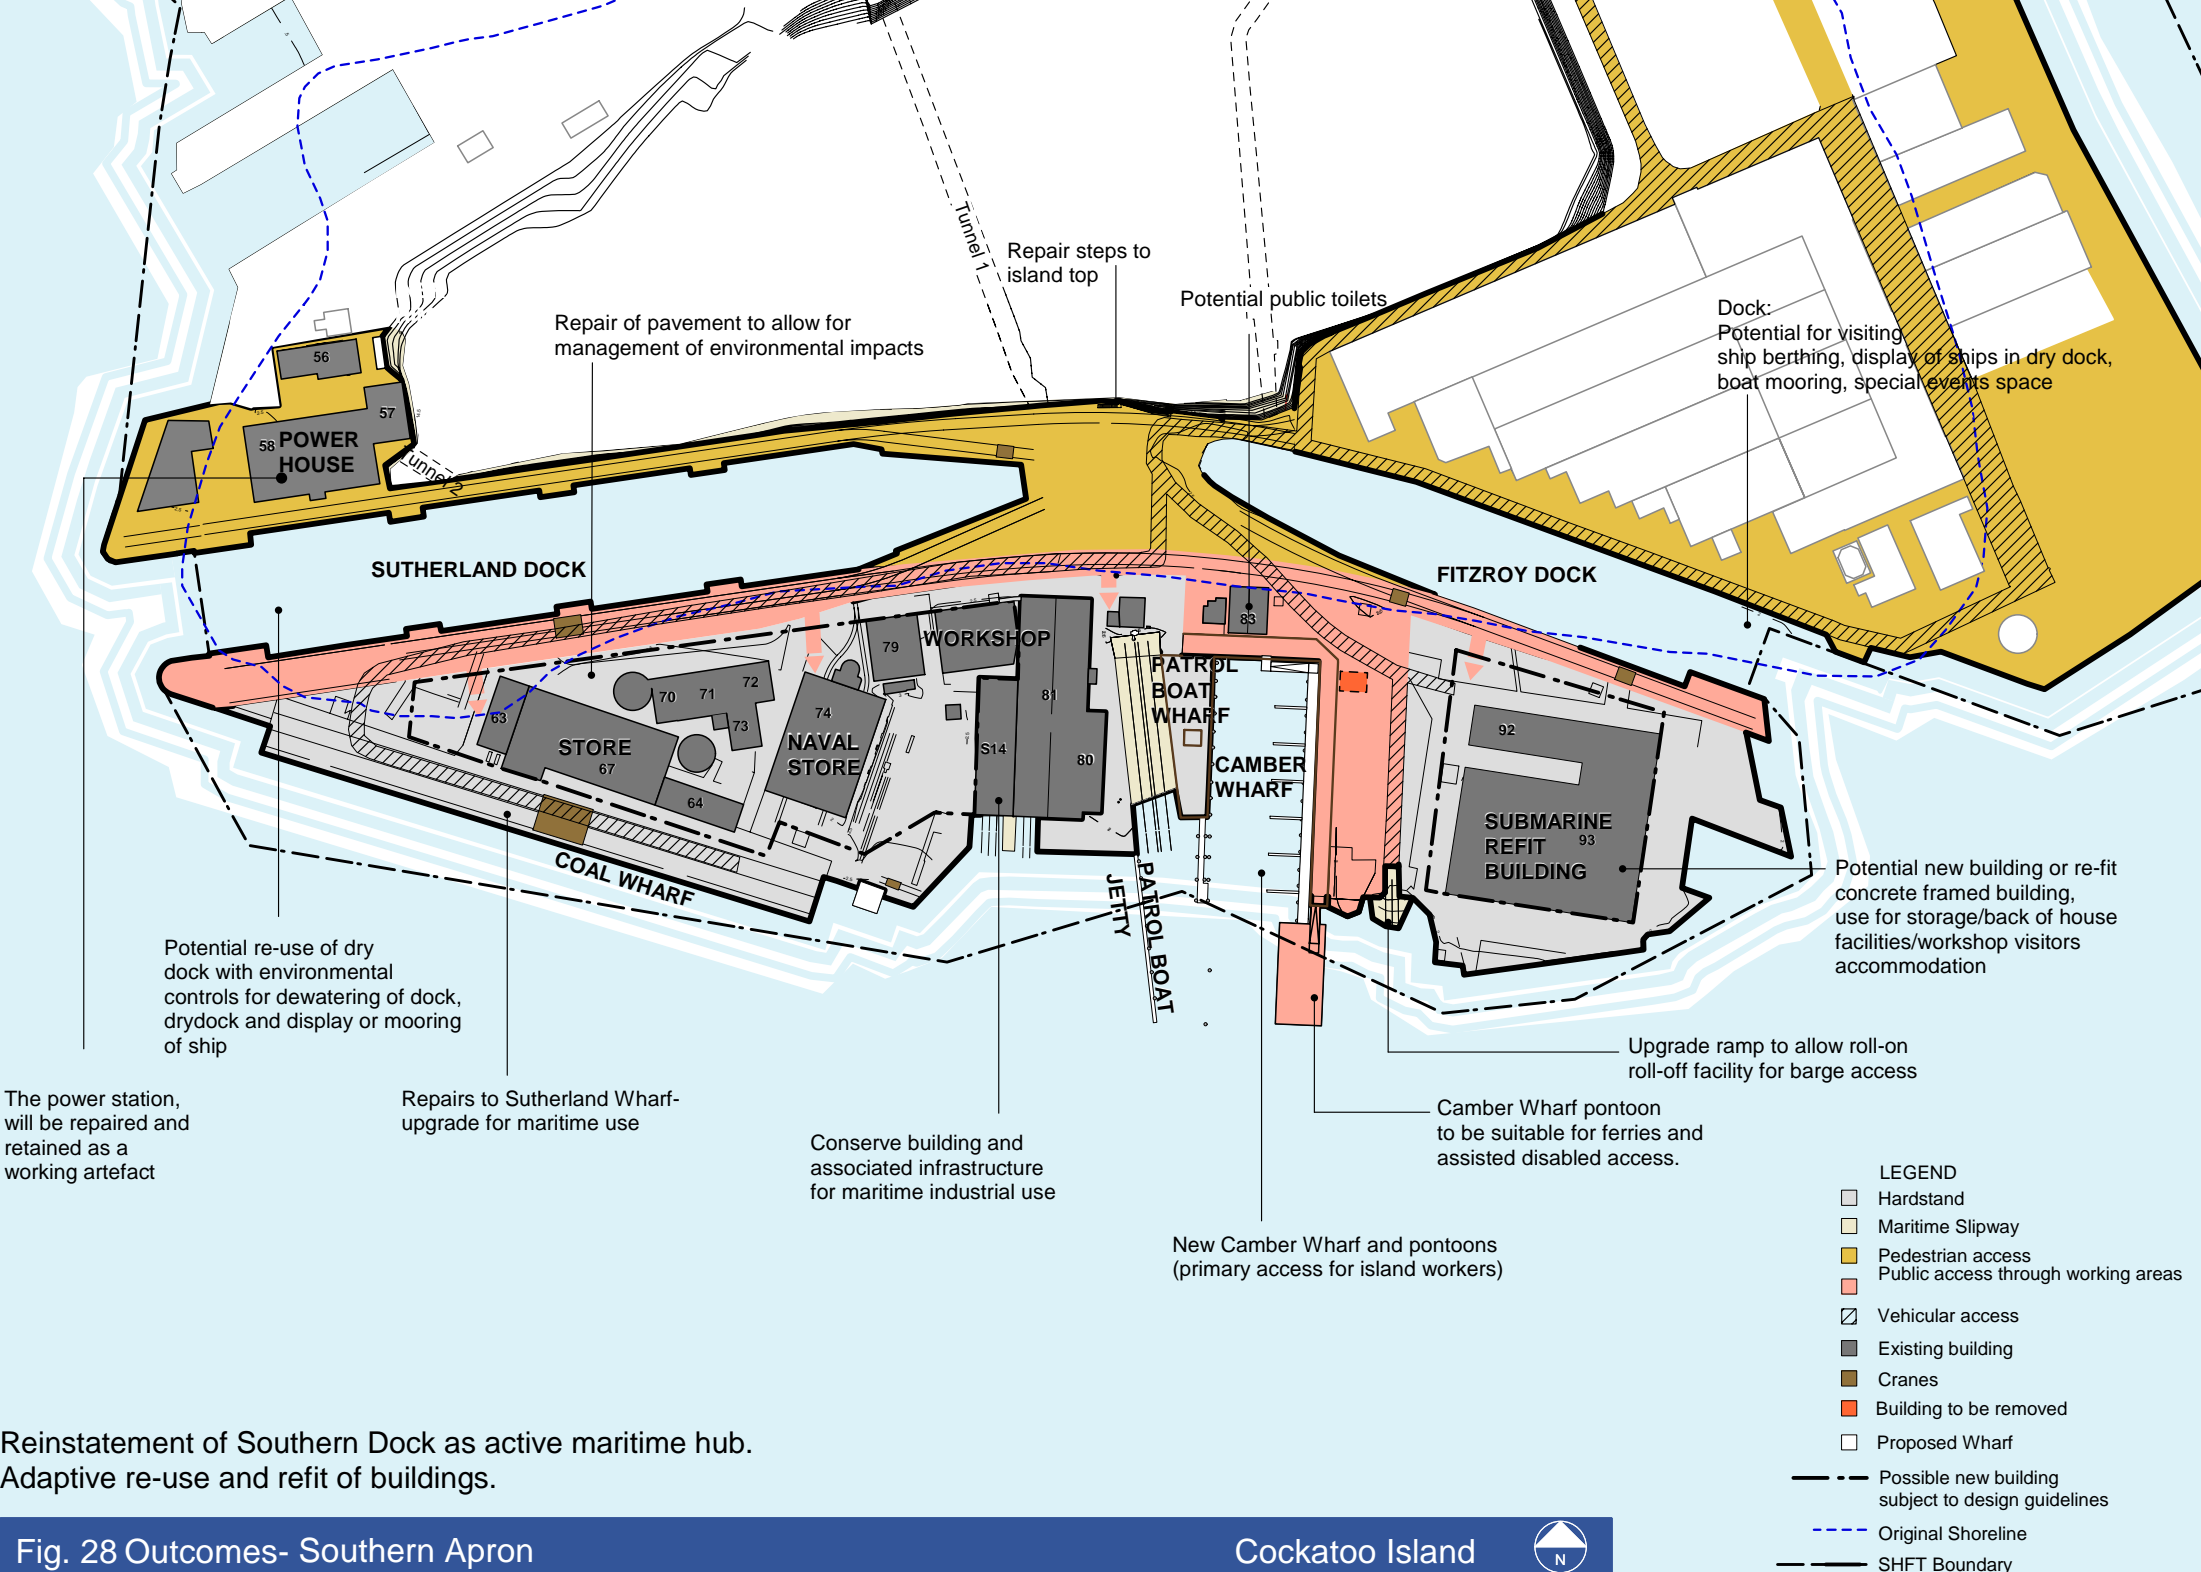 Tunnel 1
Repair steps to
island top
Potential public toilets
Repair of pavement to allow for
management of environmental impacts
Dock:
Potential for visiting
ship berthing, display of ships in dry dock,
boat mooring, special events space
56
57
58
POWER
HOUSE
Tunnel 2
SUTHERLAND DOCK
FITZROY DOCK
63
STORE
67
64
70
71
72
73
74
NAVAL
STORE
79
WORKSHOP
81
S14
80
83
PATROL
BOAT
WHARF
CAMBER
WHARF
92
SUBMARINE
REFIT
93
BUILDING
COAL WHARF
PATROL BOAT
JETTY
Potential new building or re-fit
concrete framed building,
use for storage/back of house
facilities/workshop visitors
accommodation
Potential re-use of dry
dock with environmental
controls for dewatering of dock,
drydock and display or mooring
of ship
The power station,
will be repaired and
retained as a
working artefact
Repairs to Sutherland Wharf-
upgrade for maritime use
Conserve building and
associated infrastructure
for maritime industrial use
Upgrade ramp to allow roll-on
roll-off facility for barge access
Camber Wharf pontoon
to be suitable for ferries and
assisted disabled access.
New Camber Wharf and pontoons
(primary access for island workers)
LEGEND
Hardstand
Maritime Slipway
Pedestrian access
Public access through working areas
Vehicular access
Existing building
Cranes
Building to be removed
Proposed Wharf
Possible new building
subject to design guidelines
Original Shoreline
SHFT Boundary
Reinstatement of Southern Dock as active maritime hub.
Adaptive re-use and refit of buildings.
Fig. 28 Outcomes- Southern Apron
Cockatoo Island
N